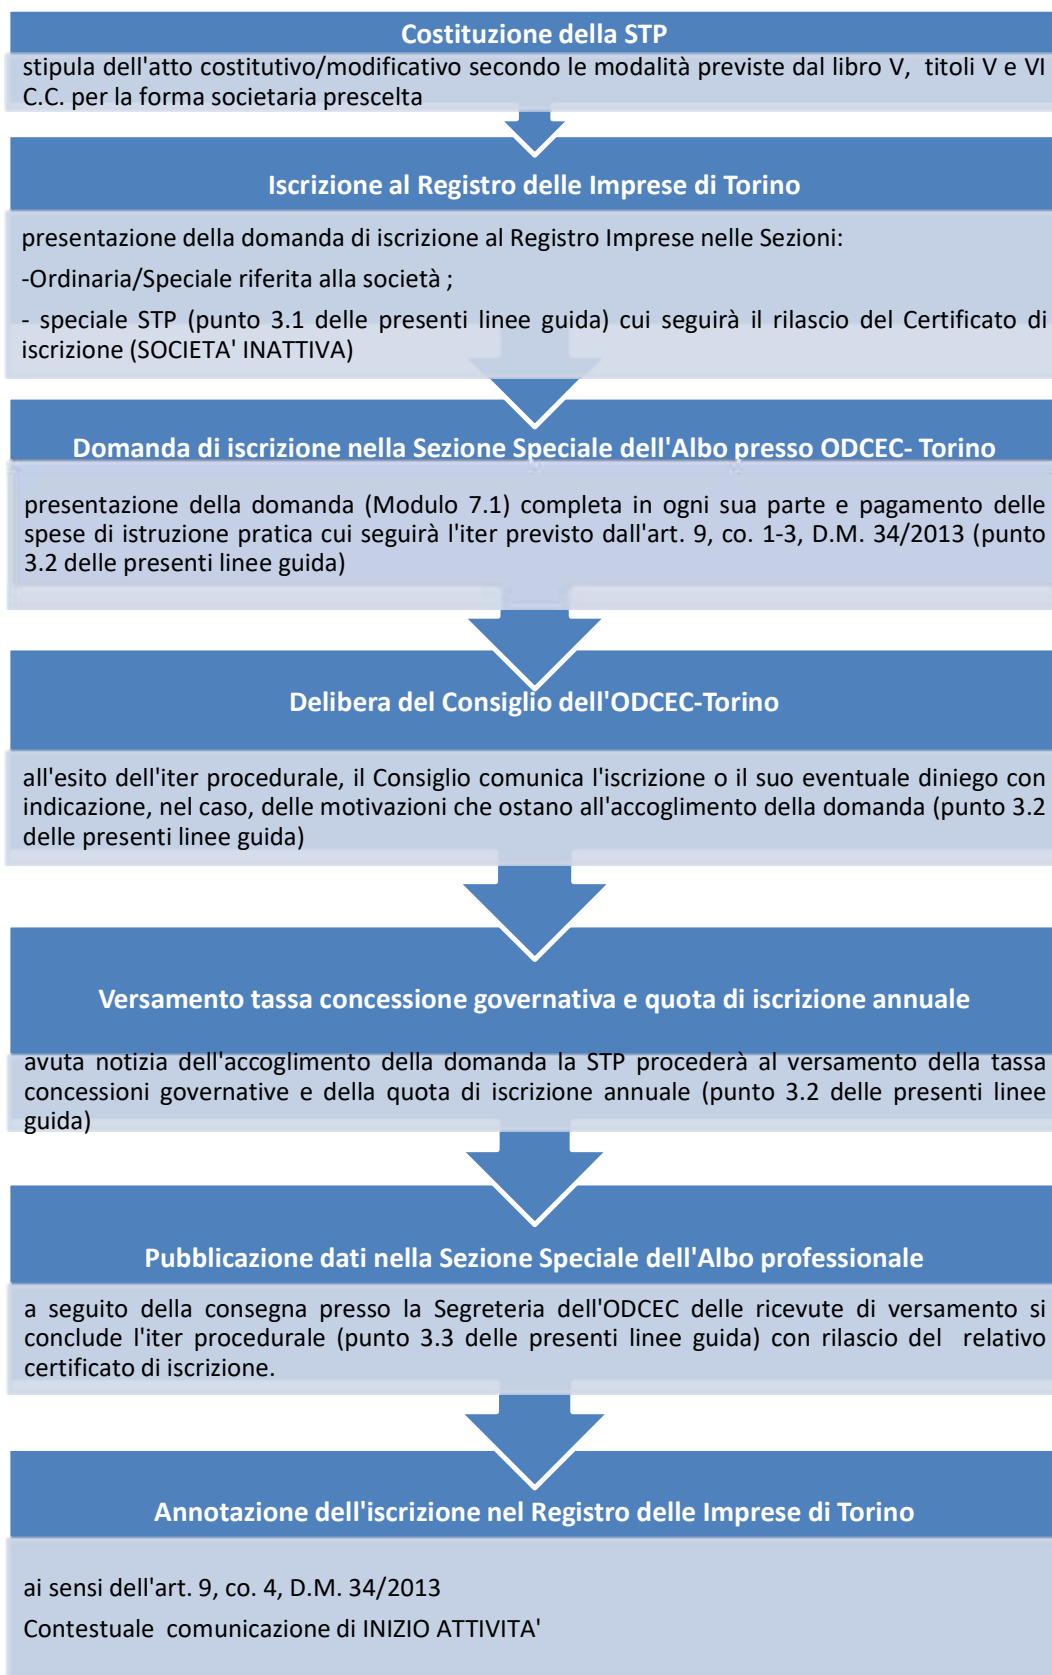 Costituzione della STP
stipula dell'atto costitutivo/modificativo secondo le modalità previste dal libro V, titoli V e VI
C.C. per la forma societaria prescelta
Iscrizione al Registro delle Imprese di Torino
presentazione della domanda di iscrizione al Registro Imprese nelle Sezioni:
-Ordinaria/Speciale riferita alla società ;
- speciale STP (punto 3.1 delle presenti linee guida) cui seguirà il rilascio del Certificato di
iscrizione (SOCIETA' INATTIVA)
Domanda di iscrizione nella Sezione Speciale dell'Albo presso ODCEC- Torino
presentazione della domanda (Modulo 7.1) completa in ogni sua parte e pagamento delle
spese di istruzione pratica cui seguirà l'iter previsto dall'art. 9, co. 1-3, D.M. 34/2013 (punto
3.2 delle presenti linee guida)
Delibera del Consiglio dell'ODCEC-Torino
all'esito dell'iter procedurale, il Consiglio comunica l'iscrizione o il suo eventuale diniego con
indicazione, nel caso, delle motivazioni che ostano all'accoglimento della domanda (punto 3.2
delle presenti linee guida)
Versamento tassa concessione governativa e quota di iscrizione annuale
avuta notizia dell'accoglimento della domanda la STP procederà al versamento della tassa
concessioni governative e della quota di iscrizione annuale (punto 3.2 delle presenti linee
guida)
Pubblicazione dati nella Sezione Speciale dell'Albo professionale
a seguito della consegna presso la Segreteria dell'ODCEC delle ricevute di versamento si
conclude l'iter procedurale (punto 3.3 delle presenti linee guida) con rilascio del relativo
certificato di iscrizione.
Annotazione dell'iscrizione nel Registro delle Imprese di Torino
ai sensi dell'art. 9, co. 4, D.M. 34/2013
Contestuale comunicazione di INIZIO ATTIVITA'